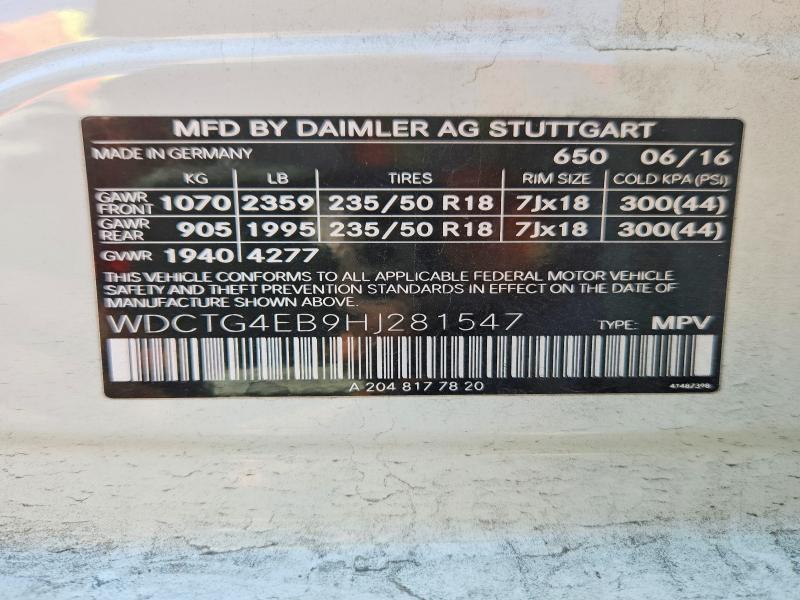 MFD BY DAIMLER AG STUTTGART
MADE IN GERMANY 650 06/16
KG LB TIRES RIM SIZE COLD KPA (PSI)
GAWR FRONT 1070 2359 235/50 R18 7Jx18 300(44)
GAWR REAR 905 1995 235/50 R18 7Jx18 300(44)
GVWR 1940 4277
THIS VEHICLE CONFORMS TO ALL APPLICABLE FEDERAL MOTOR VEHICLE
SAFETY AND THEFT PREVENTION STANDARDS IN EFFECT ON THE DATE OF
MANUFACTURE SHOWN ABOVE.
WDCTG4EB9HJ281547 TYPE: MPV
A 204 817 78 20 41487398